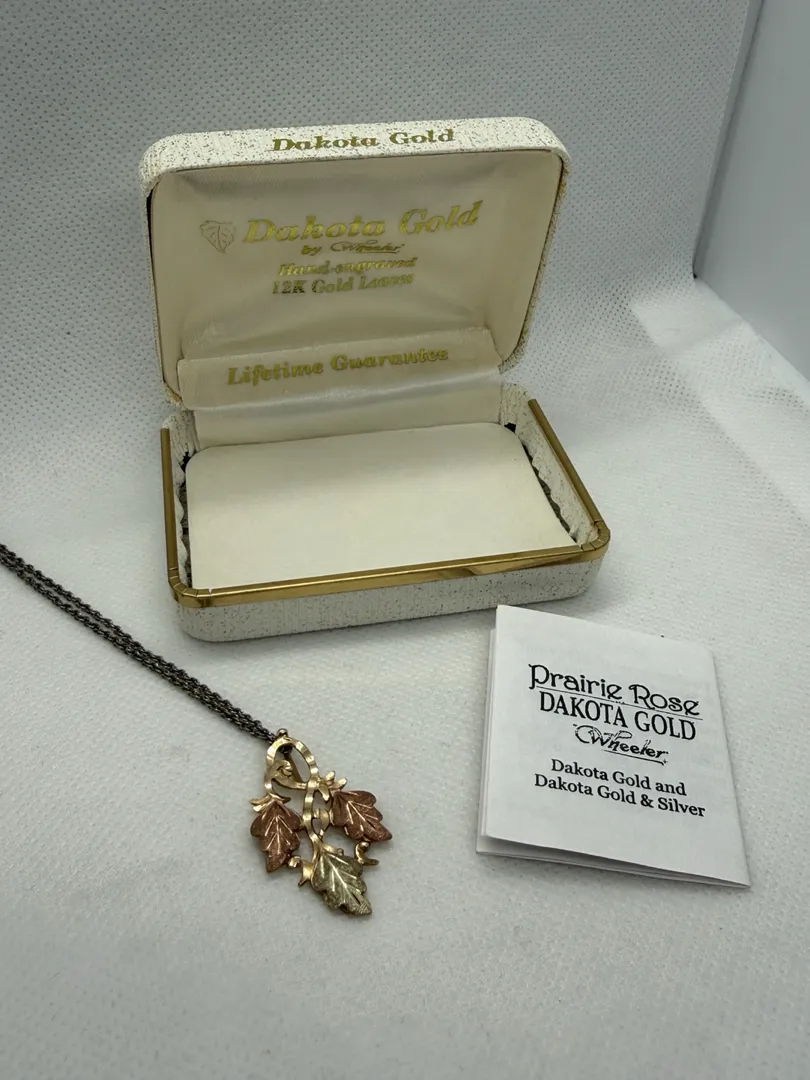 Dakota Gold
Dakota Gold
by Wheeler
Hand-engraved
12K Gold Leaves
Lifetime Guarantee
Prairie Rose
DAKOTA GOLD
Wheeler
Dakota Gold and
Dakota Gold & Silver